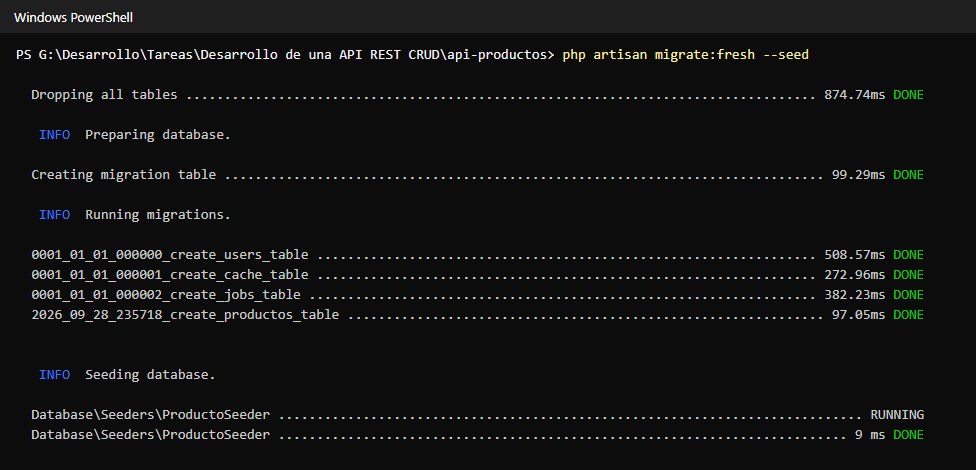 Windows PowerShell
PS G:\Desarrollo\Tareas\Desarrollo de una API REST CRUD\api-productos> php artisan migrate:fresh --seed
Dropping all tables .................................................................................. 874.74ms DONE
INFO  Preparing database.
Creating migration table .............................................................................. 99.29ms DONE
INFO  Running migrations.
0001_01_01_000000_create_users_table ................................................................. 508.57ms DONE
0001_01_01_000001_create_cache_table ................................................................. 272.96ms DONE
0001_01_01_000002_create_jobs_table .................................................................. 382.23ms DONE
2026_09_28_235718_create_productos_table .............................................................. 97.05ms DONE
INFO  Seeding database.
Database\Seeders\ProductoSeeder ............................................................................ RUNNING
Database\Seeders\ProductoSeeder .......................................................................... 9 ms DONE